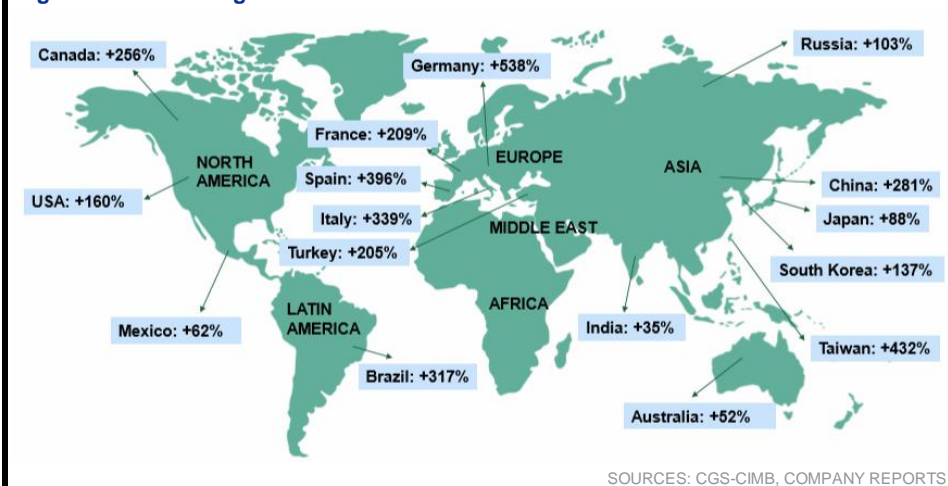 Canada: +256%
Germany: +538%
Russia: +103%
France: +209%
NORTH
AMERICA
EUROPE
ASIA
Spain: +396%
China: +281%
USA: +160%
Italy: +339%
Japan: +88%
MIDDLE EAST
Turkey: +205%
South Korea: +137%
LATIN
AMERICA
AFRICA
Mexico: +62%
India: +35%
Taiwan: +432%
Brazil: +317%
Australia: +52%
SOURCES: CGS-CIMB, COMPANY REPORTS